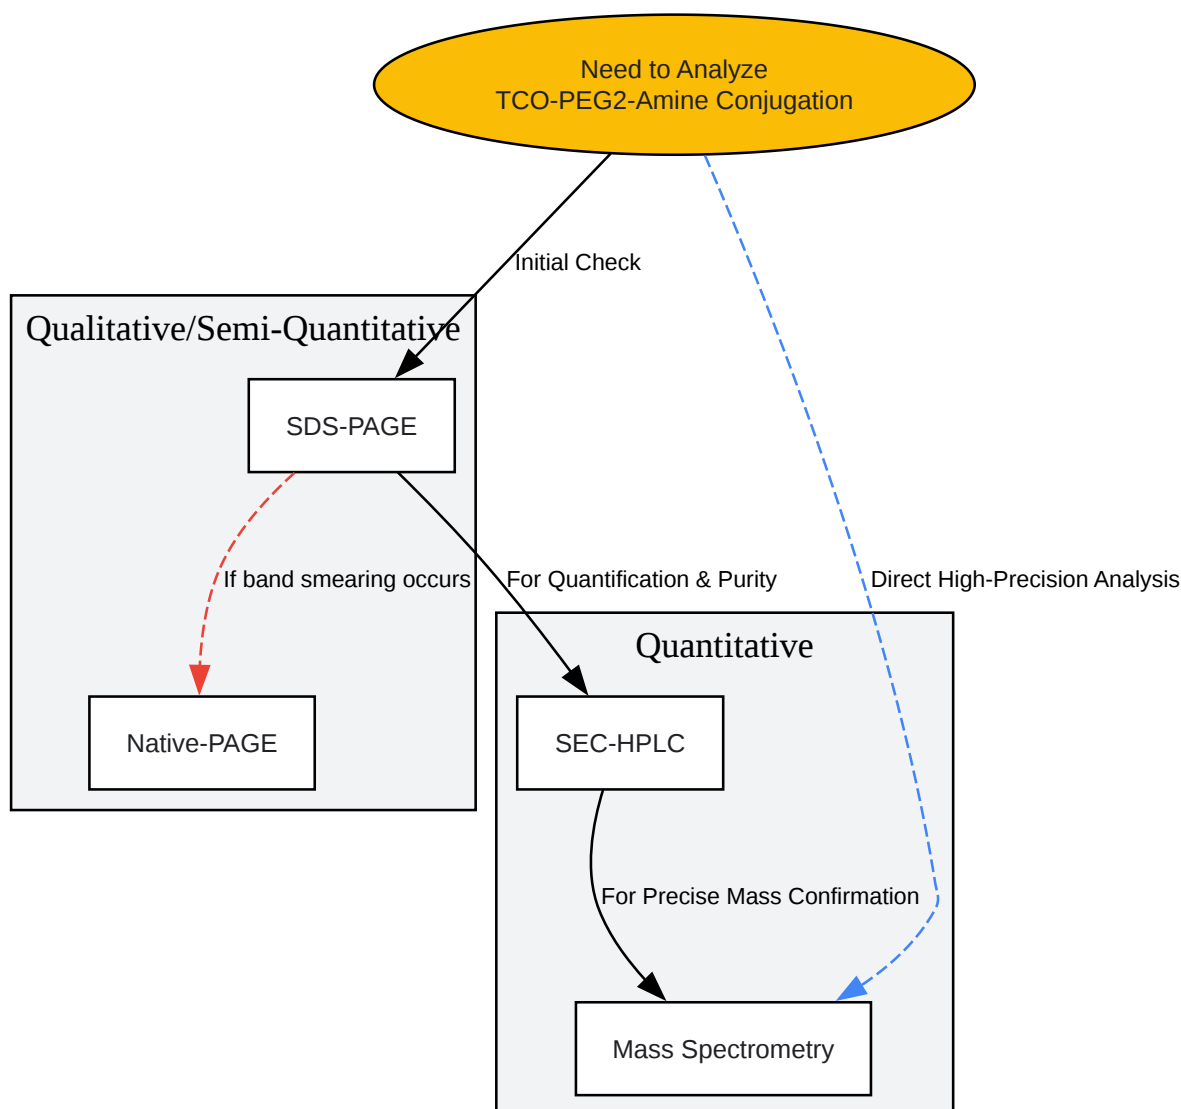 Need to Analyze
TCO-PEG2-Amine Conjugation
Initial Check
Qualitative/Semi-Quantitative
SDS-PAGE
If band smearing occurs
For Quantification & Purity
Direct High-Precision Analysis
Quantitative
Native-PAGE
SEC-HPLC
For Precise Mass Confirmation
Mass Spectrometry